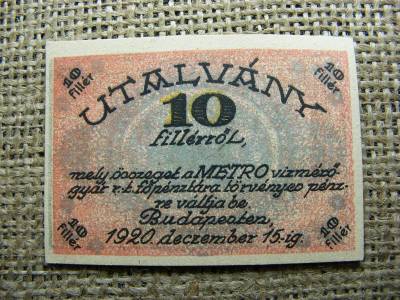 10 fillér
10 Fillér
UTALVÁNY
10
fillérről,
mely összeget a METRO vizmérő
gyár r.t. főpénztára törvényes pénz-
re váltja be.
Budapesten,
1920. december 15-ig.
10 Fillér
10 Fillér